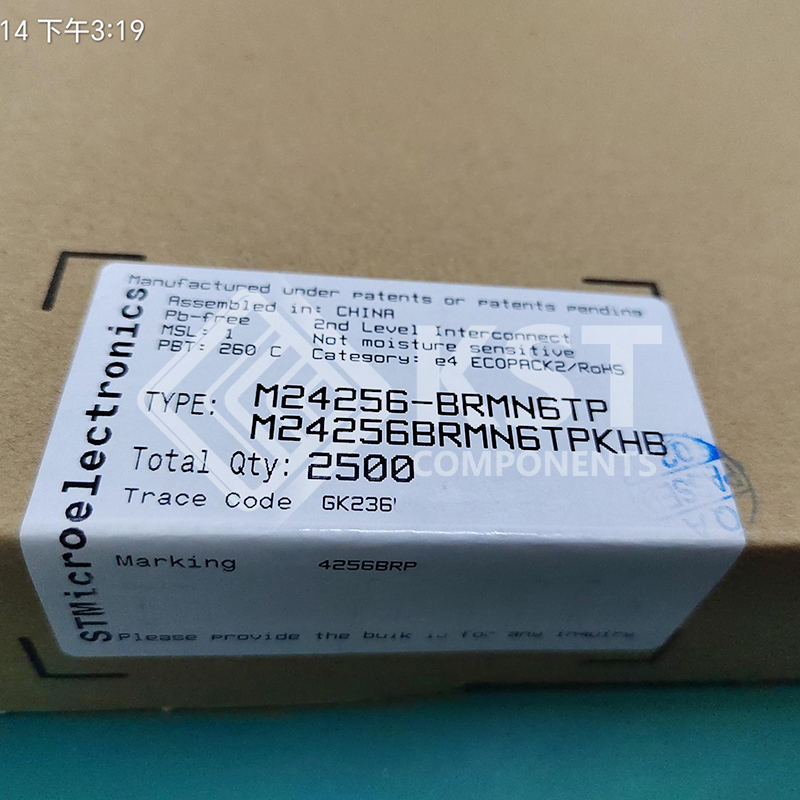 14 下午3:19
Manufactured under patents or patents pending
Assembled in: CHINA
Pb-free 2nd Level Interconnect
MSL: 1 Not moisture sensitive
PBT: 260 C Category: e4 ECOPACK2/RoHS
TYPE: M24256-BRMN6TP
M24256BRMN6TPKHB
Total Qty: 2500
Trace Code GK236
Marking 4256BRP
Please provide the bulk ID for any inquiry
STMicroelectronics
KST
COMPONENTS